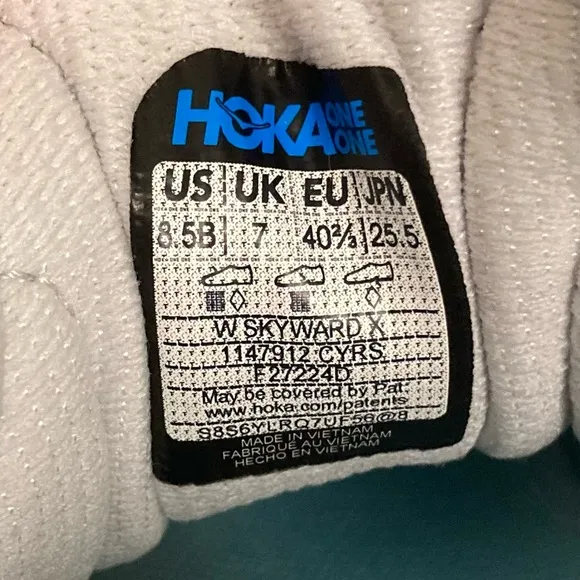 HOKA ONE ONE
US UK EU JPN
8.5B 7 40⅔ 25.5
W SKYWARD X
1147912 CYRS
F27224D
May be covered by Pat.
www.hoka.com/patents
MADE IN VIETNAM
FABRIQUE AU VIETNAM
HECHO EN VIETNAM